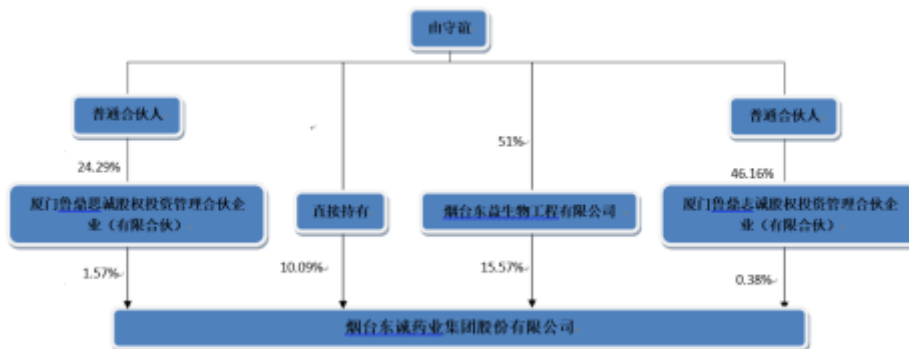 由守谊
普通合伙人
普通合伙人
51%
24.29%
46.16%
厦门鲁鼎思诚股权投资管理合伙企
业（有限合伙）
直接持有
烟台东益生物工程有限公司
厦门鲁鼎志诚股权投资管理合伙企
业（有限合伙）
1.57%
10.09%
15.57%
0.38%
烟台东诚药业集团股份有限公司